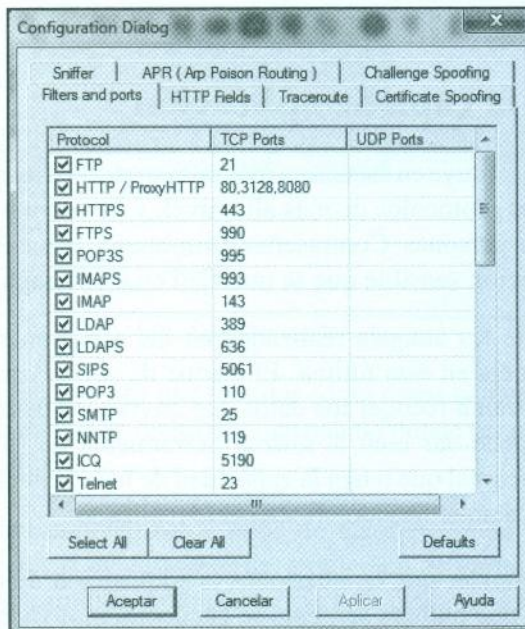 Configuration Dialog
Sniffer APR ( Arp Poison Routing ) Challenge Spoofing
Filters and ports HTTP Fields Traceroute Certificate Spoofing
Protocol TCP Ports UDP Ports
FTP 21
HTTP / ProxyHTTP 80,3128,8080
HTTPS 443
FTPS 990
POP3S 995
IMAPS 993
IMAP 143
LDAP 389
LDAPS 636
SIPS 5061
POP3 110
SMTP 25
NNTP 119
ICQ 5190
Telnet 23
Select All Clear All Defaults
Aceptar Cancelar Aplicar Ayuda